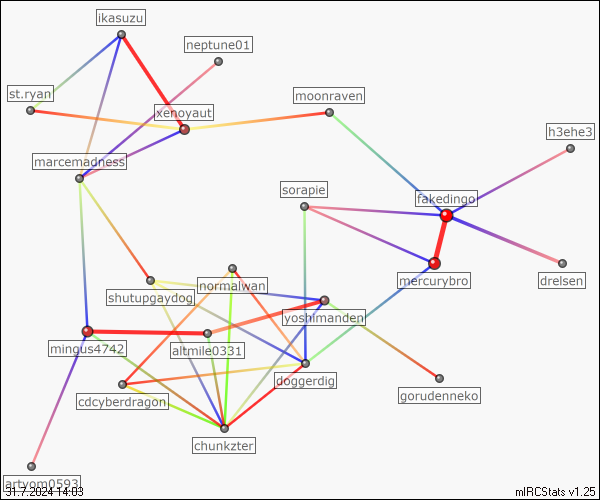 ikasuzu
neptune01
st.ryan
moonraven
xenoyaut
h3ehe3
marcemadness
sorapie
fakedingo
normalwan
mercurybro
drelsen
shutupgaydog
yoshimanden
mingus4742
altmile0331
doggerdig
cdcyberdragon
gorudenneko
chunkzter
artyom0593
31.7.2024 14:03
mIRCStats v1.25